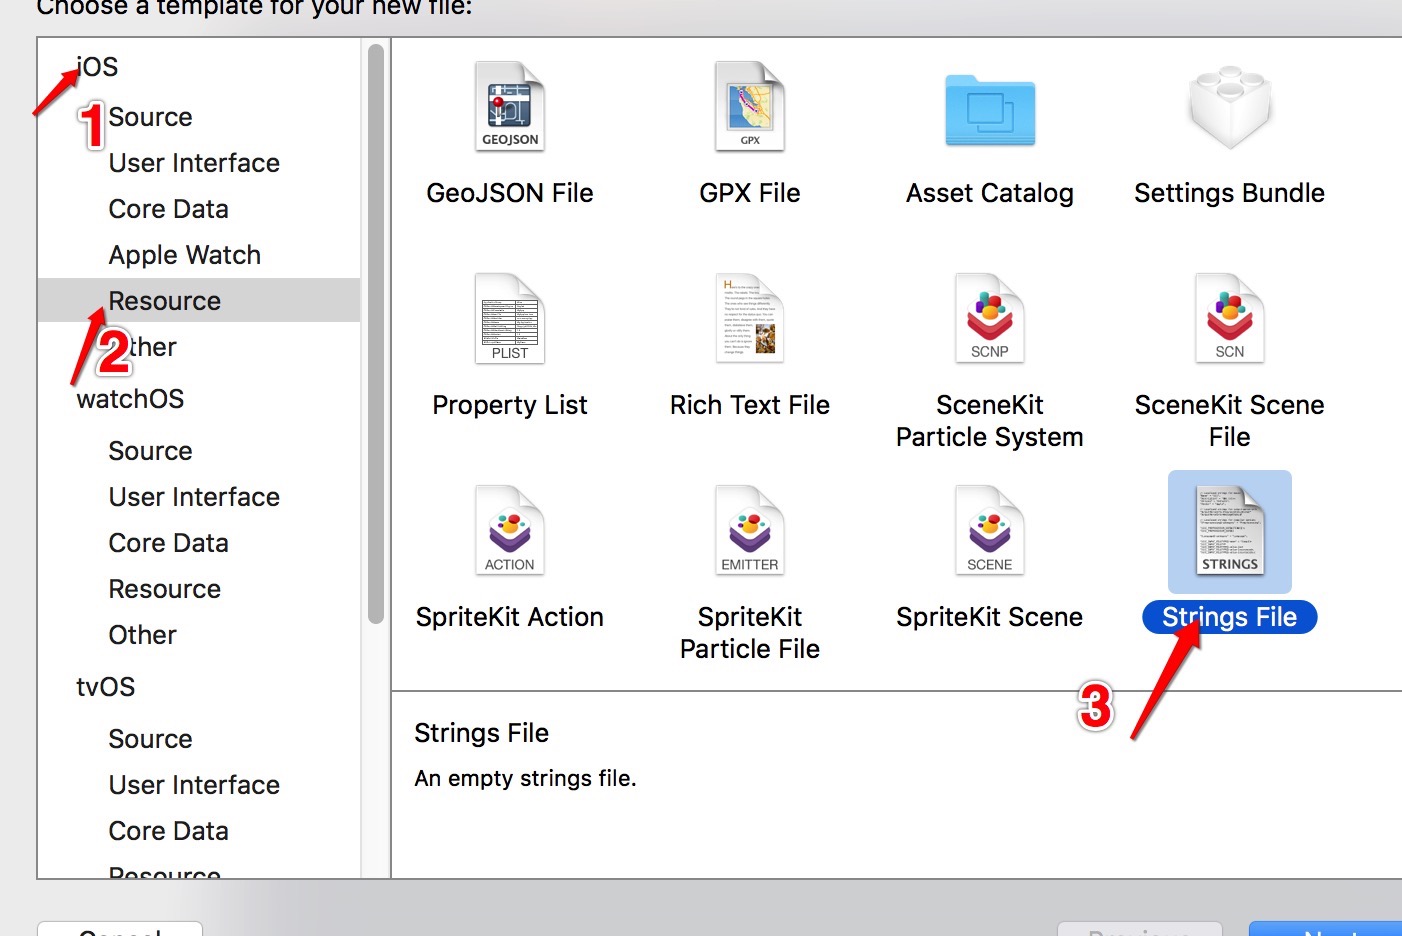 Choose a template for your new file:
iOS
1
Source
User Interface
Core Data
Apple Watch
Resource
2
ther
watchOS
Source
User Interface
Core Data
Resource
Other
tvOS
Source
User Interface
Core Data
Resource
GEOJSON
GPX
GeoJSON File
GPX File
Asset Catalog
Settings Bundle
PLIST
SCNP
SCN
Property List
Rich Text File
SceneKit
Particle System
SceneKit Scene
File
ACTION
EMITTER
SCENE
STRINGS
SpriteKit Action
SpriteKit
Particle File
SpriteKit Scene
Strings File
3
Strings File
An empty strings file.
Cancel
Previous
Next